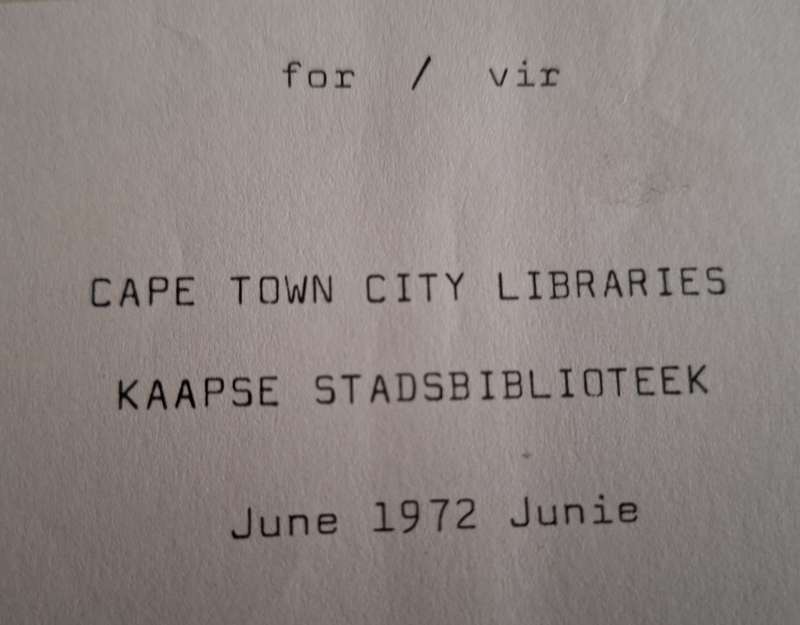 for / vir
CAPE TOWN CITY LIBRARIES
KAAPSE STADSBIBLIOTEEK
June 1972 Junie